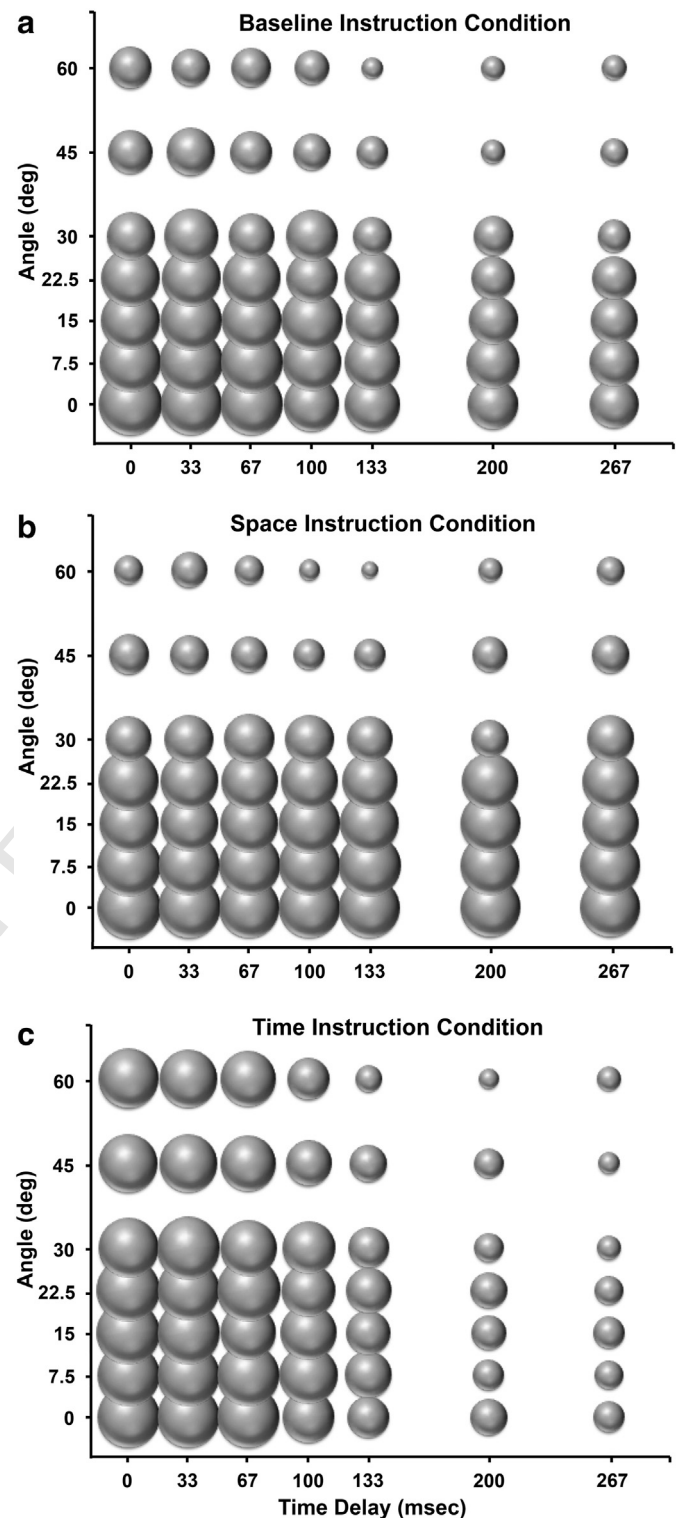 a
Baseline Instruction Condition
Angle (deg)
60
45
30
22.5
15
7.5
0
0 33 67 100 133 200 267
b
Space Instruction Condition
Angle (deg)
60
45
30
22.5
15
7.5
0
0 33 67 100 133 200 267
c
Time Instruction Condition
Angle (deg)
60
45
30
22.5
15
7.5
0
0 33 67 100 133 200 267
Time Delay (msec)